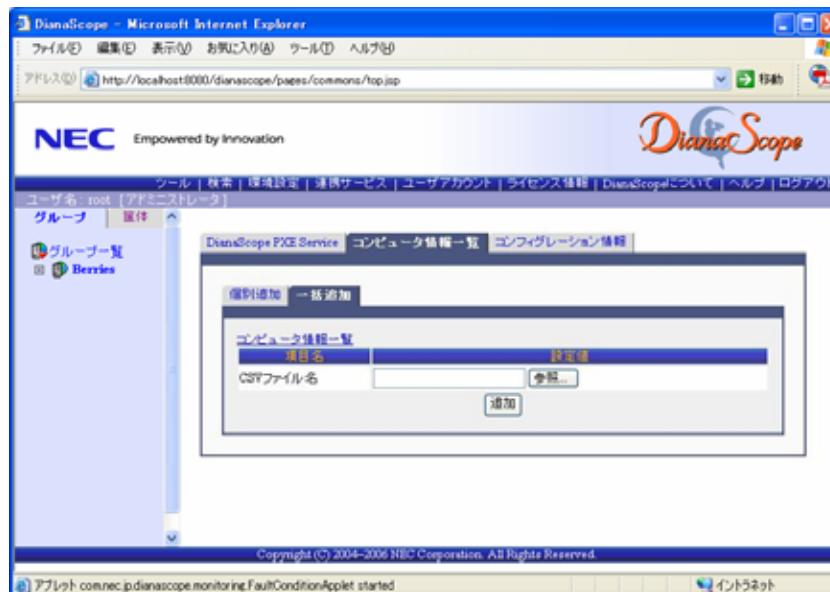 DianaScope - Microsoft Internet Explorer
ファイル(F) 編集(E) 表示(V) お気に入り(A) ツール(T) ヘルプ(H)
アドレス(D) http://localhost:8080/dianascope/pages/commons/top.jsp 移動
NEC Empowered by Innovation DianaScope
ツール | 検索 | 環境設定 | 連携サービス | ユーザアカウント | ライセンス情報 | DianaScopeについて | ヘルプ | ログアウ
ユーザ名 : root [アドミニストレータ]
グループ 筐体
DianaScope PXE Service コンピュータ情報一覧 コンフィグレーション情報
グループ一覧
Berries
個別追加 一括追加
コンピュータ情報一覧
項目名 設定値
CSVファイル名 参照...
追加
Copyright (C) 2004-2006 NEC Corporation. All Rights Reserved.
アプレット com.nec.jp.dianascope.monitoring.FaultConditionApplet started イントラネット